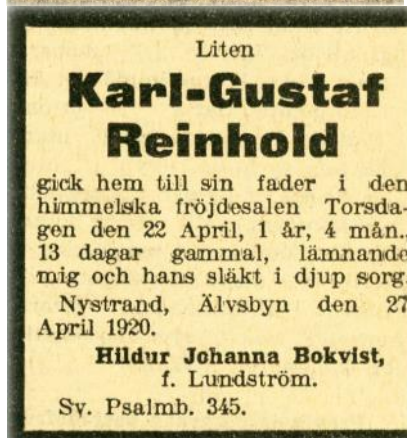 Liten
Karl-Gustaf
Reinhold
gick hem till sin fader i den
himmelska fröjdesalen Torsda-
gen den 22 April, 1 år, 4 mån.,
13 dagar gammal, lämnande
mig och hans släkt i djup sorg.
Nystrand, Älvsbyn den 27
April 1920.
Hildur Johanna Bokvist,
f. Lundström.
Sv. Psalmb. 345.